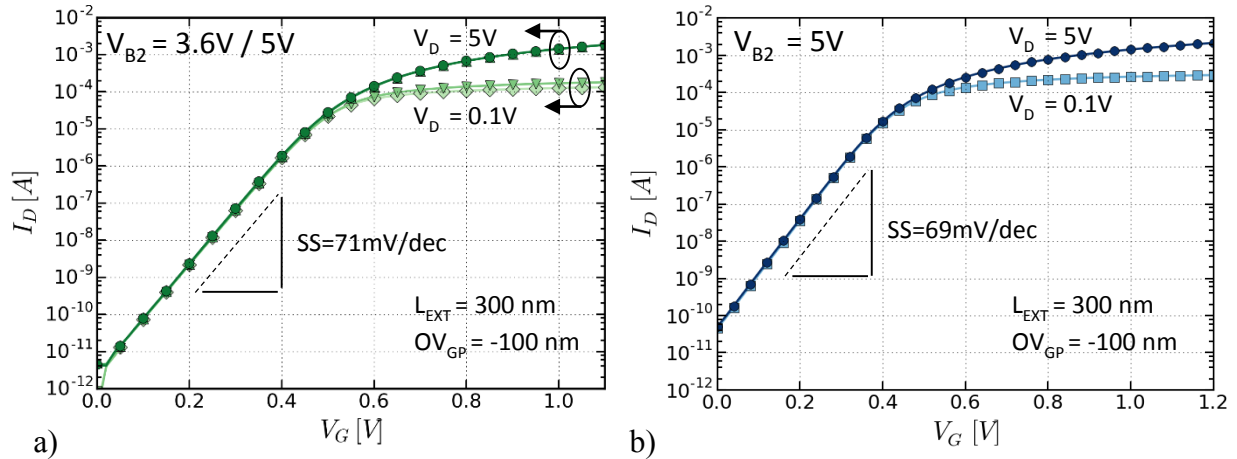 V_B2 = 3.6V / 5V
V_D = 5V
V_D = 0.1V
SS=71mV/dec
L_EXT = 300 nm
OV_GP = -100 nm
I_D [A]
10^-2
10^-3
10^-4
10^-5
10^-6
10^-7
10^-8
10^-9
10^-10
10^-11
10^-12
0.0 0.2 0.4 0.6 0.8 1.0
V_G [V]
a)
V_B2 = 5V
V_D = 5V
V_D = 0.1V
SS=69mV/dec
L_EXT = 300 nm
OV_GP = -100 nm
I_D [A]
10^-2
10^-3
10^-4
10^-5
10^-6
10^-7
10^-8
10^-9
10^-10
10^-11
10^-12
0.0 0.2 0.4 0.6 0.8 1.0 1.2
V_G [V]
b)